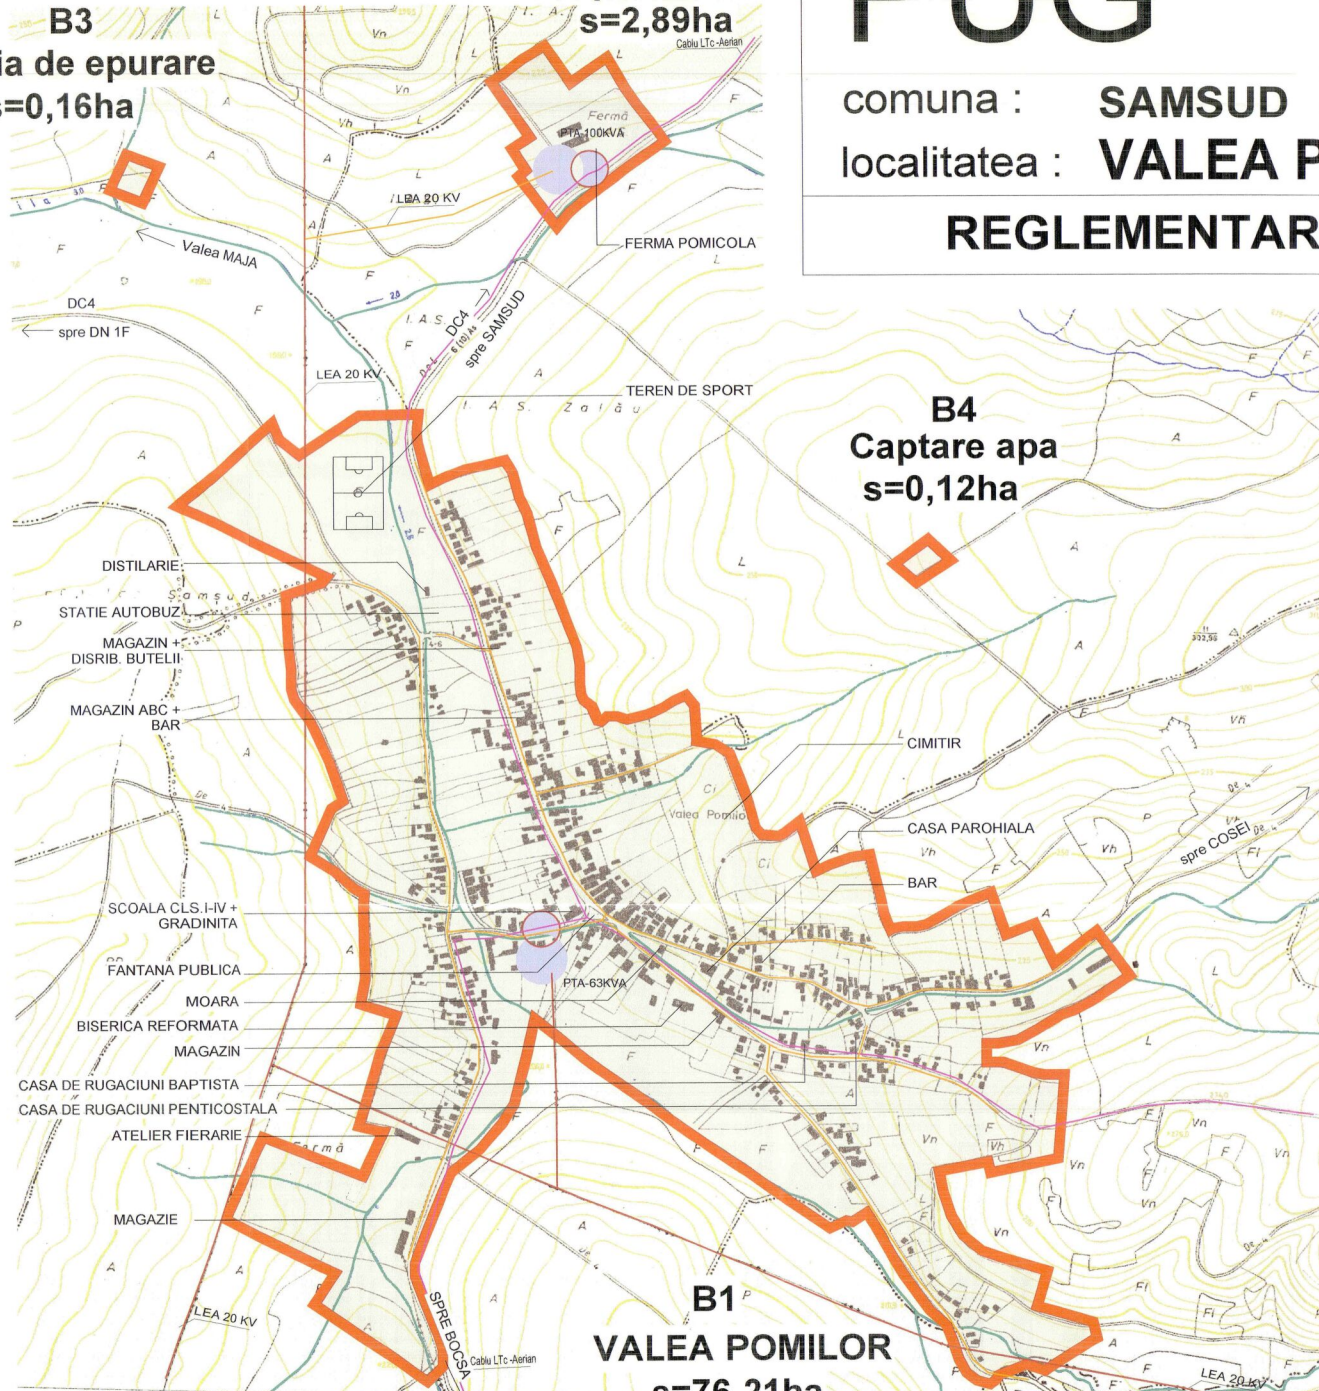 B3
ia de epurare
s=0,16ha
s=2,89ha
Cablu LTc -Aerian
PUG
comuna : SAMSUD
localitatea : VALEA P
REGLEMENTAR
Fermă
PTA-100KVA
LEA 20 KV
FERMA POMICOLA
Valea MAJA
DC4
spre DN 1F
DC4
spre SAMSUD
I. A. S.
LEA 20 KV
TEREN DE SPORT
I. A. S. Zalău
B4
Captare apa
s=0,12ha
DISTILARIE
Samșud
STATIE AUTOBUZ
MAGAZIN +
DISRIB. BUTELII
MAGAZIN ABC +
BAR
CIMITIR
Valea Pomilo
CASA PAROHIALA
BAR
spre COSEI
SCOALA CLS.I-IV +
GRADINITA
FANTANA PUBLICA
PTA-63KVA
MOARA
BISERICA REFORMATA
MAGAZIN
CASA DE RUGACIUNI BAPTISTA
CASA DE RUGACIUNI PENTICOSTALA
ATELIER FIERARIE
MAGAZIE
LEA 20 KV
SPRE BOCSA
Cablu LTc -Aerian
B1
VALEA POMILOR
s=76,21ha
LEA 20 KV